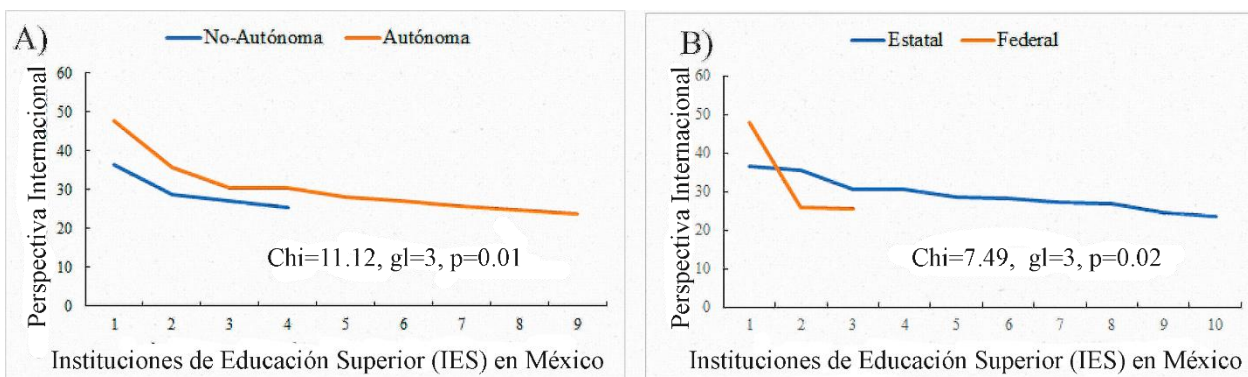 A)
No-Autónoma Autónoma
Perspectiva Internacional
60
50
40
30
20
10
0
Chi=11.12, gl=3, p=0.01
1 2 3 4 5 6 7 8 9
Instituciones de Educación Superior (IES) en México
B)
Estatal Federal
Perspectiva Internacional
60
50
40
30
20
10
0
Chi=7.49, gl=3, p=0.02
1 2 3 4 5 6 7 8 9 10
Instituciones de Educación Superior (IES) en México